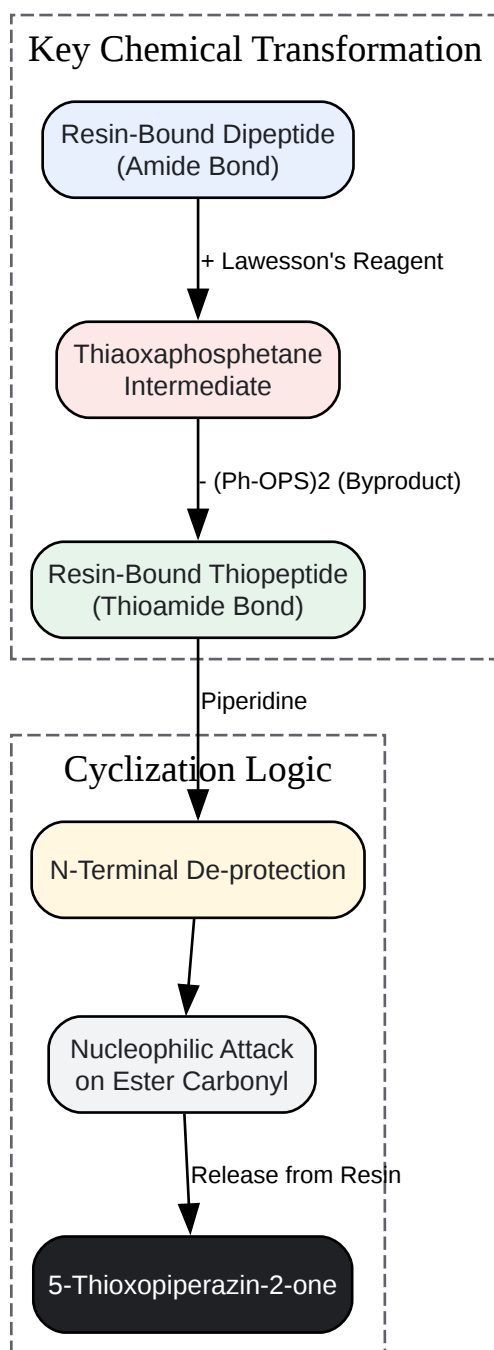 Key Chemical Transformation
Resin-Bound Dipeptide
(Amide Bond)
+ Lawesson's Reagent
Thiaoxaphosphetane
Intermediate
- (Ph-OPS)2 (Byproduct)
Resin-Bound Thiopeptide
(Thioamide Bond)
Piperidine
Cyclization Logic
N-Terminal De-protection
Nucleophilic Attack
on Ester Carbonyl
Release from Resin
5-Thioxopiperazin-2-one